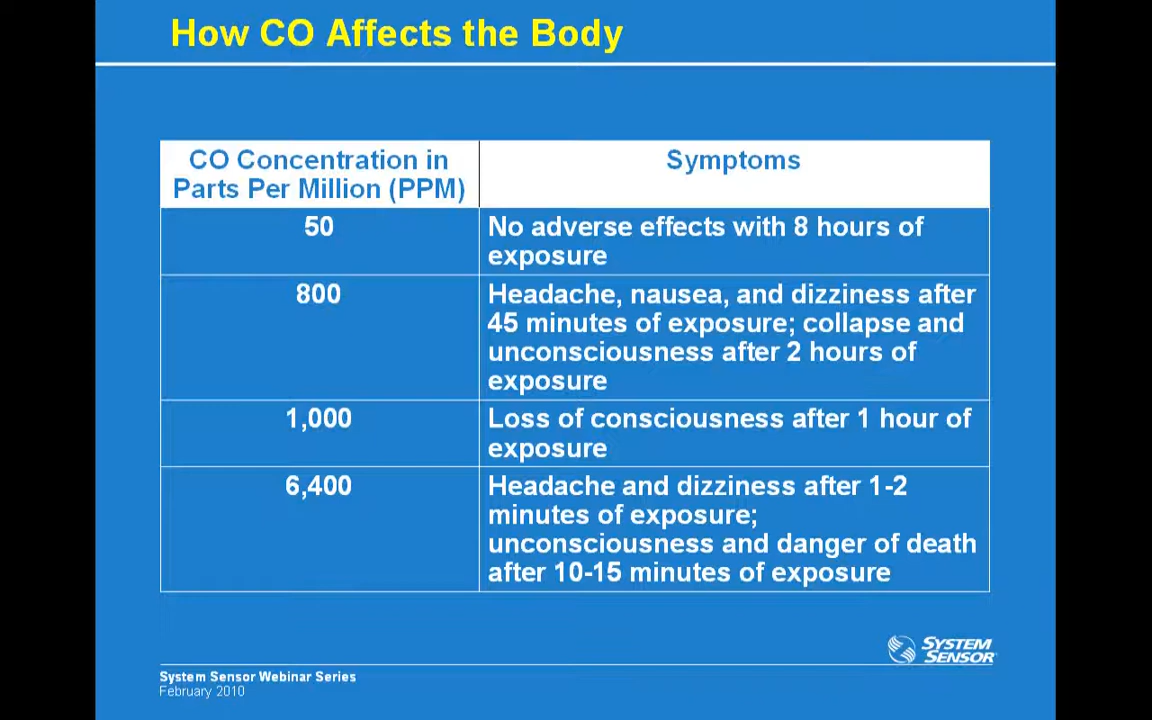 How CO Affects the Body
CO Concentration in
Parts Per Million (PPM)
Symptoms
50
No adverse effects with 8 hours of
exposure
800
Headache, nausea, and dizziness after
45 minutes of exposure; collapse and
unconsciousness after 2 hours of
exposure
1,000
Loss of consciousness after 1 hour of
exposure
6,400
Headache and dizziness after 1-2
minutes of exposure;
unconsciousness and danger of death
after 10-15 minutes of exposure
SYSTEM
SENSOR
System Sensor Webinar Series
February 2010